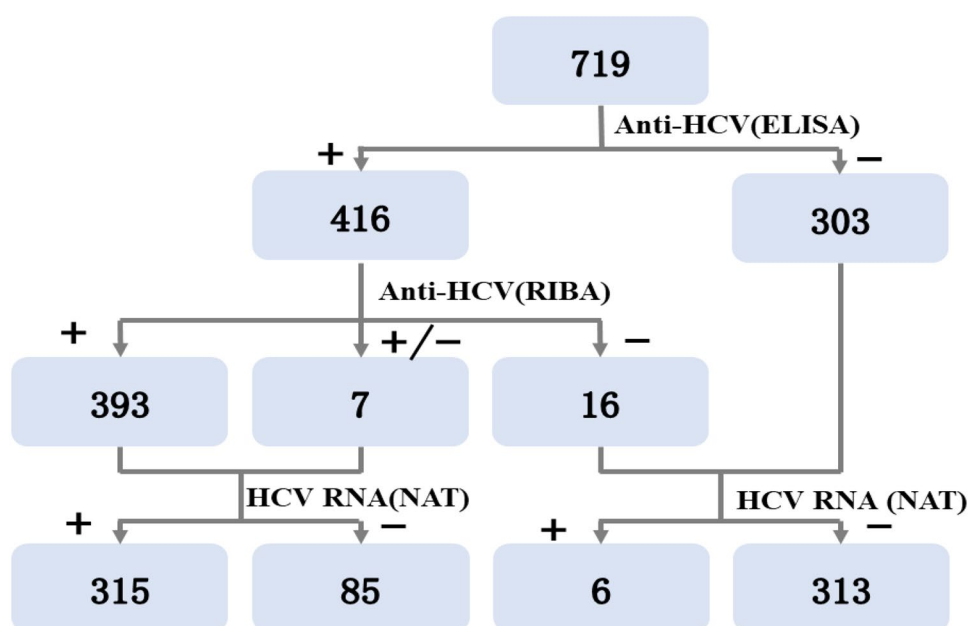 719
Anti-HCV(ELISA)
+ −
416 303
Anti-HCV(RIBA)
+ +/− −
393 7 16
HCV RNA(NAT) HCV RNA (NAT)
+ − + −
315 85 6 313